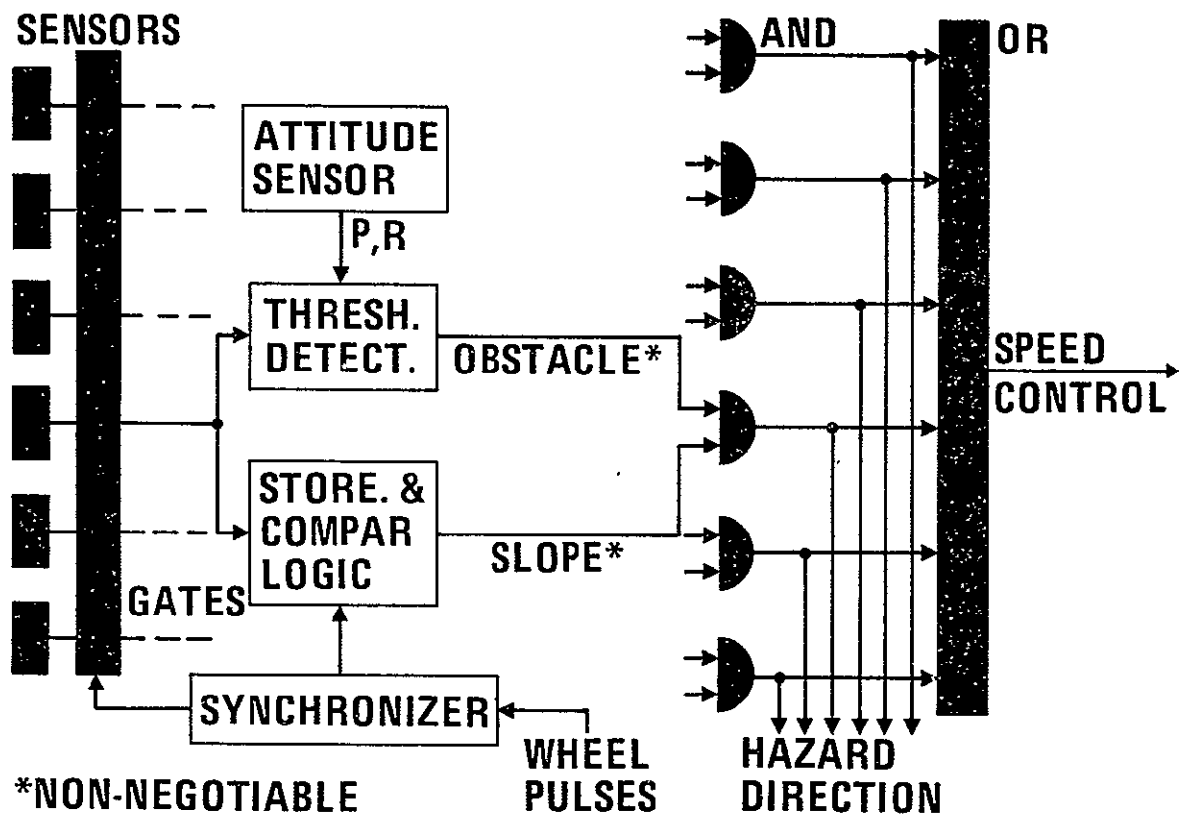 SENSORS
AND
OR
ATTITUDE
SENSOR
P,R
THRESH.
DETECT.
OBSTACLE*
SPEED
CONTROL
STORE. &
COMPAR
LOGIC
SLOPE*
GATES
SYNCHRONIZER
WHEEL
PULSES
HAZARD
DIRECTION
*NON-NEGOTIABLE